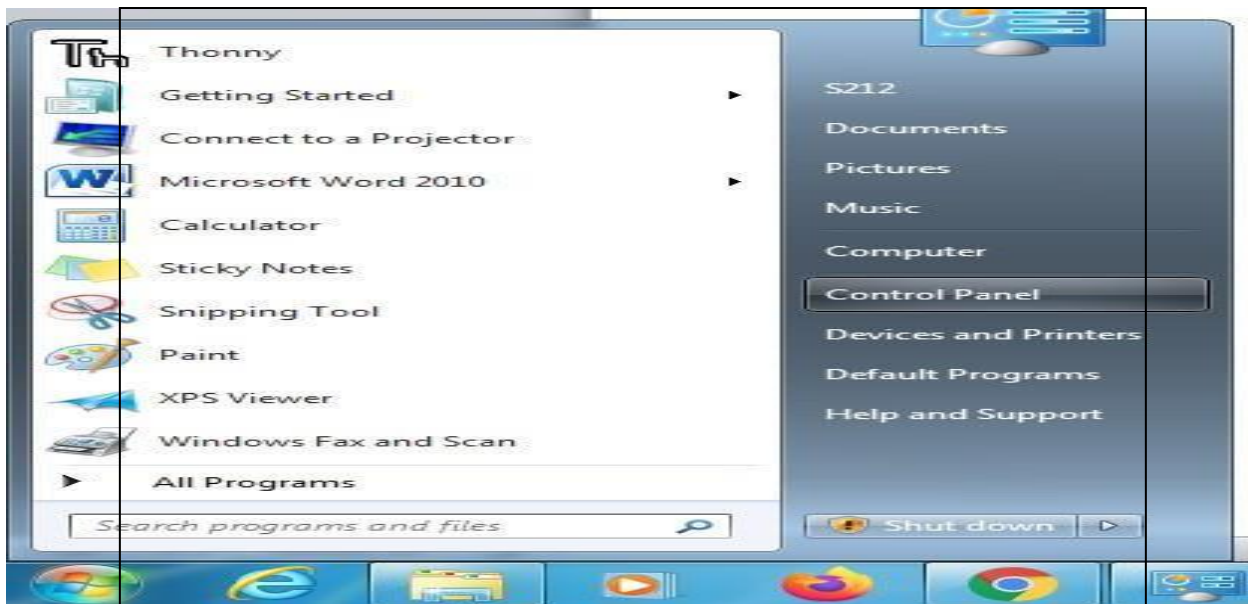 Thonny
Getting Started
Connect to a Projector
Microsoft Word 2010
Calculator
Sticky Notes
Snipping Tool
Paint
XPS Viewer
Windows Fax and Scan
All Programs
Search programs and files
S212
Documents
Pictures
Music
Computer
Control Panel
Devices and Printers
Default Programs
Help and Support
Shut down